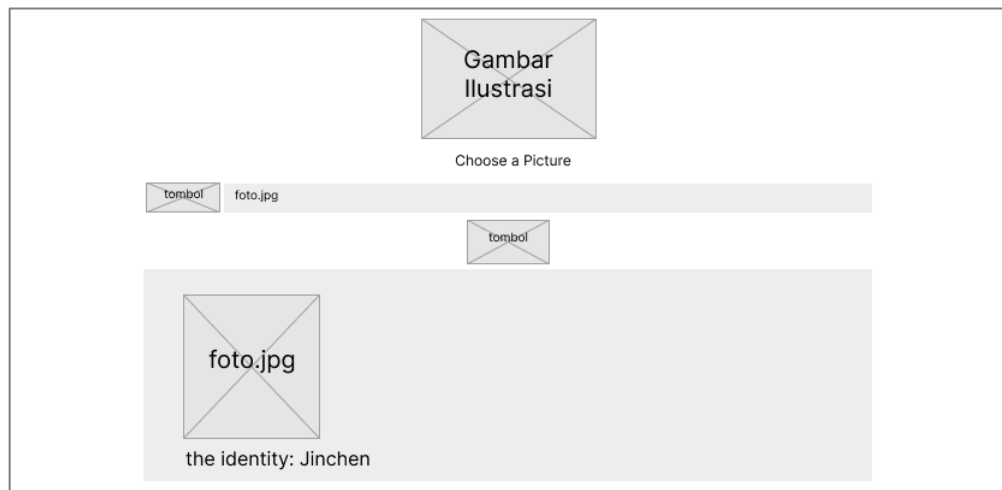 Gambar
Ilustrasi
Choose a Picture
tombol foto.jpg
tombol
foto.jpg
the identity: Jinchen